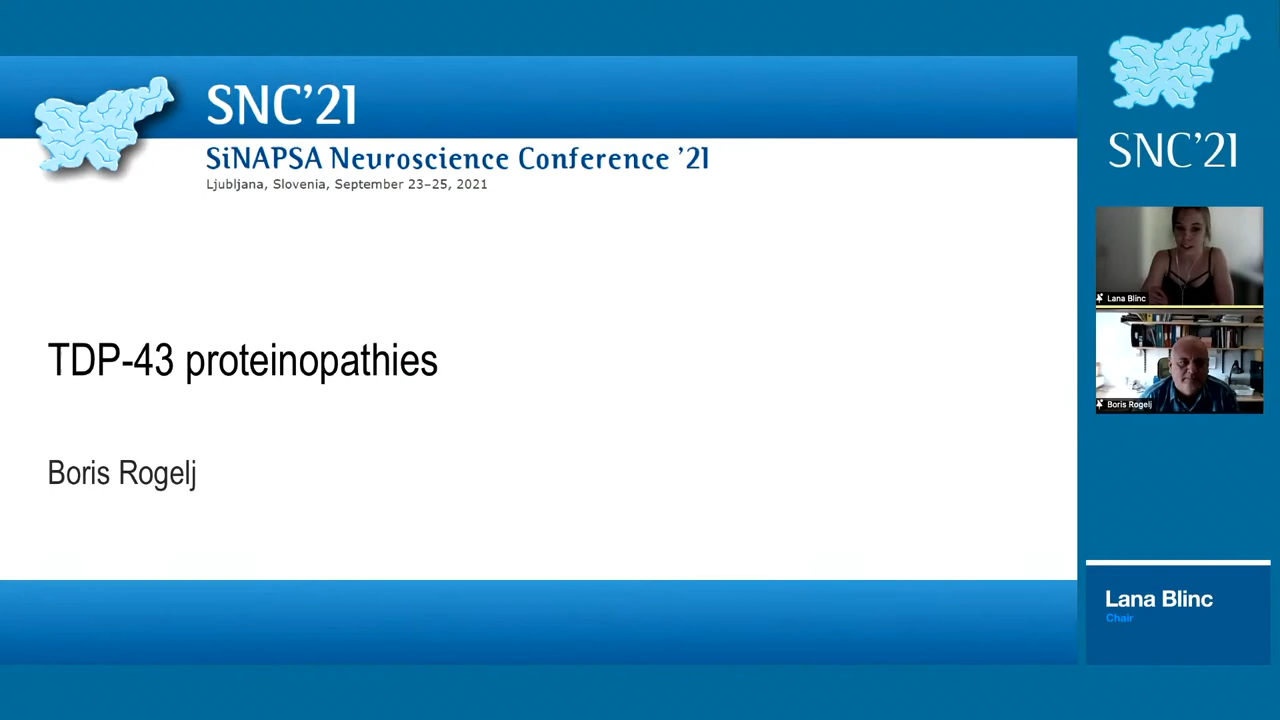 SNC’21
SiNAPSA Neuroscience Conference ’21
Ljubljana, Slovenia, September 23–25, 2021
TDP-43 proteinopathies
Boris Rogelj
SNC’21
Lana Blinc
Boris Rogelj
Lana Blinc
Chair